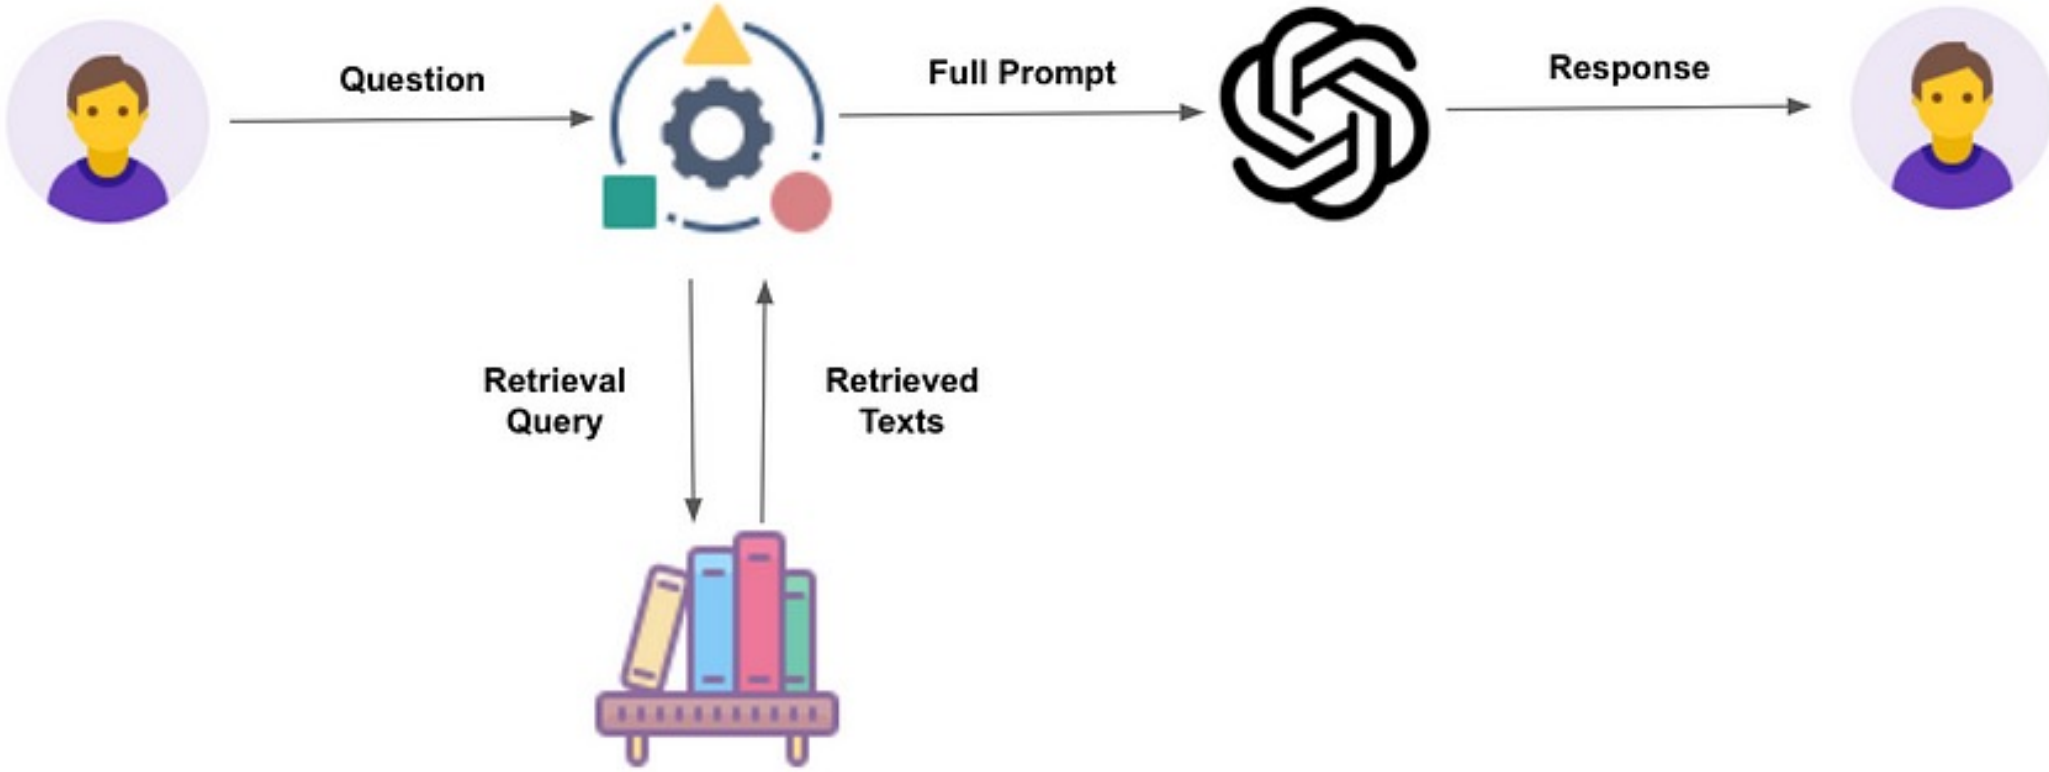 Question
Full Prompt
Response
Retrieval
Query
Retrieved
Texts